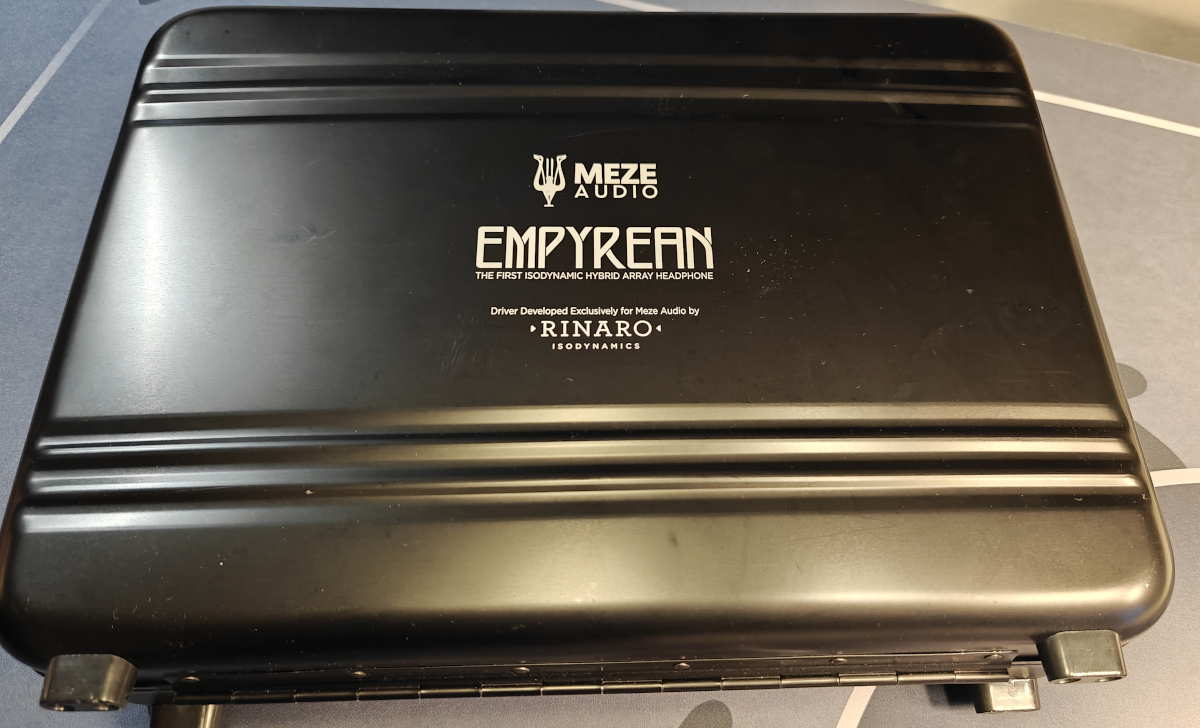 MEZE
AUDIO
EMPYREAN
THE FIRST ISODYNAMIC HYBRID ARRAY HEADPHONE
Driver Developed Exclusively for Meze Audio by
RINARO
ISODYNAMICS